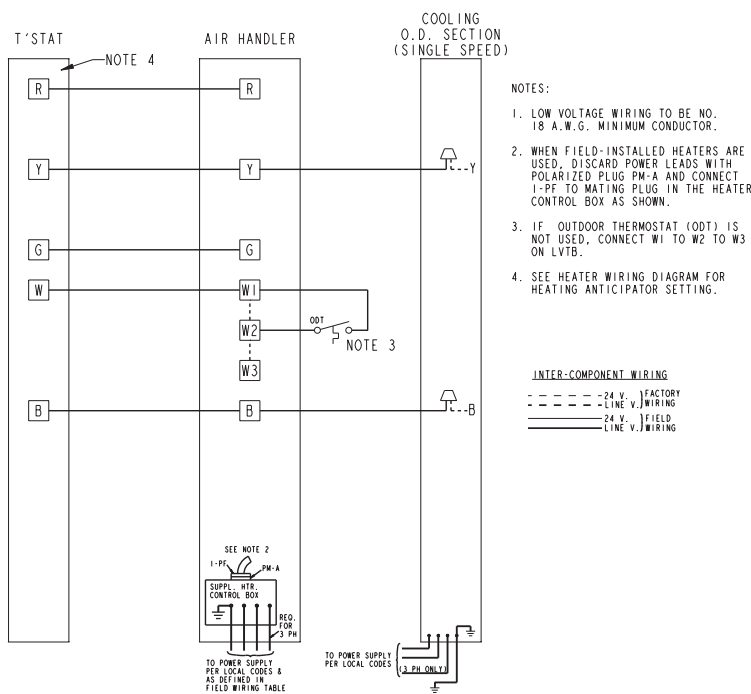 T'STAT
AIR HANDLER
COOLING
O.D. SECTION
(SINGLE SPEED)
NOTE 4
R
R
Y
Y
Y
G
G
W
W1
ODT
W2
NOTE 3
W3
B
B
B
NOTES:
1. LOW VOLTAGE WIRING TO BE NO.
18 A.W.G. MINIMUM CONDUCTOR.
2. WHEN FIELD-INSTALLED HEATERS ARE
USED, DISCARD POWER LEADS WITH
POLARIZED PLUG PM-A AND CONNECT
1-PF TO MATING PLUG IN THE HEATER
CONTROL BOX AS SHOWN.
3. IF OUTDOOR THERMOSTAT (ODT) IS
NOT USED, CONNECT W1 TO W2 TO W3
ON LVTB.
4. SEE HEATER WIRING DIAGRAM FOR
HEATING ANTICIPATOR SETTING.
INTER-COMPONENT WIRING
24 V. } FACTORY
LINE V. } WIRING
24 V. } FIELD
LINE V. } WIRING
SEE NOTE 2
1-PF
PM-A
SUPPL. HTR.
CONTROL BOX
REQ.
FOR
3 PH
TO POWER SUPPLY
PER LOCAL CODES &
AS DEFINED IN
FIELD WIRING TABLE
TO POWER SUPPLY
PER LOCAL CODES
(3 PH ONLY)